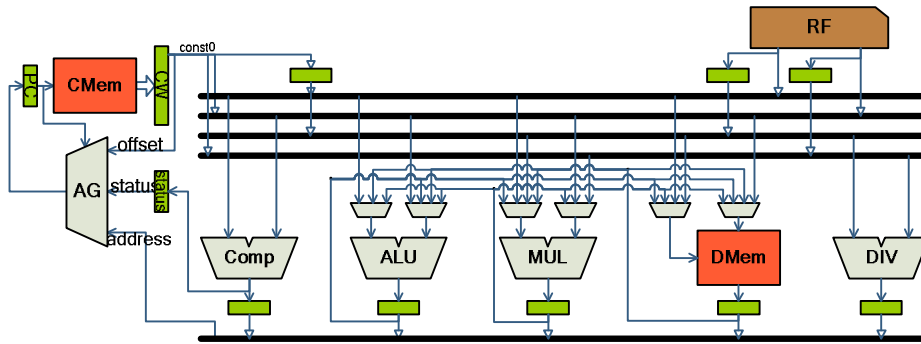 RF
const0
PC
CMem
CW
offset
AG
status
status
address
Comp
ALU
MUL
DMem
DIV